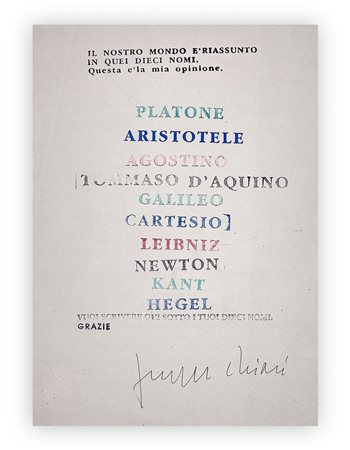 IL NOSTRO MONDO E'RIASSUNTO
IN QUEI DIECI NOMI.
Questa e'la mia opinione.
PLATONE
ARISTOTELE
AGOSTINO
[TOMMASO D'AQUINO
GALILEO
CARTESIO]
LEIBNIZ
NEWTON
KANT
HEGEL
VUOI SCRIVERE QUI SOTTO I TUOI DIECI NOMI.
GRAZIE